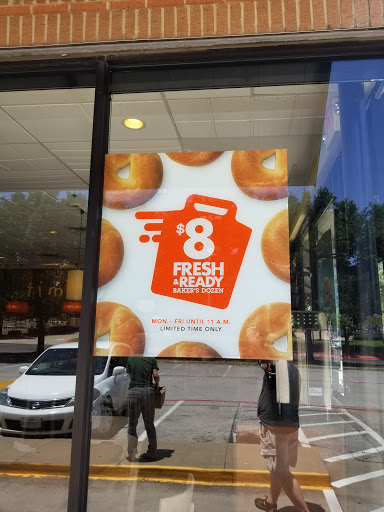 $8
FRESH
& READY
BAKER'S DOZEN
MON - FRI UNTIL 11 A.M.
LIMITED TIME ONLY